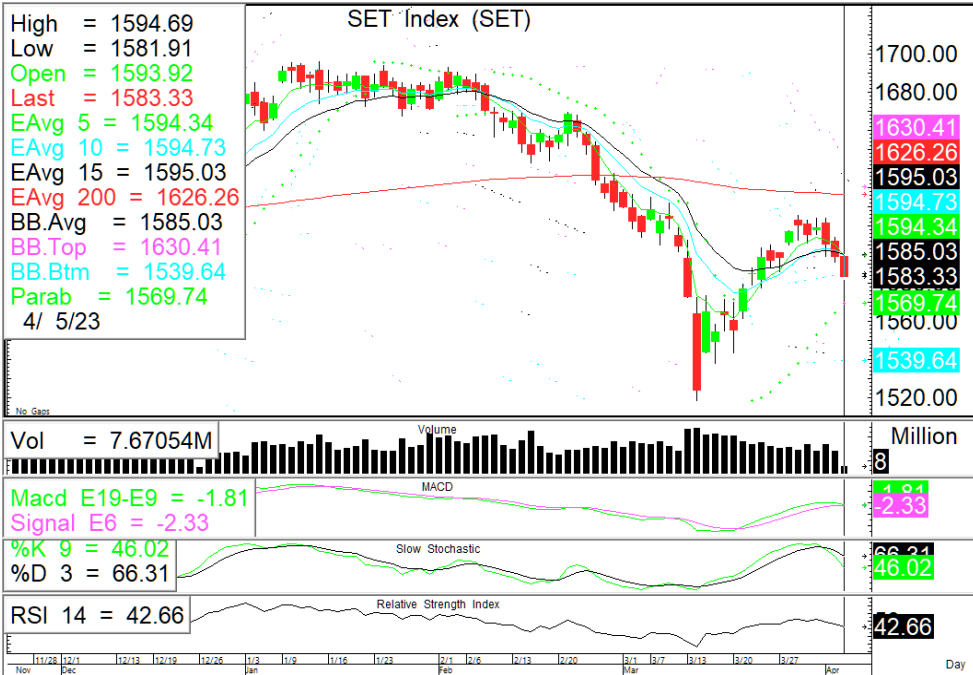 SET Index (SET)
High = 1594.69
Low = 1581.91
Open = 1593.92
Last = 1583.33
EAvg 5 = 1594.34
EAvg 10 = 1594.73
EAvg 15 = 1595.03
EAvg 200 = 1626.26
BB.Avg = 1585.03
BB.Top = 1630.41
BB.Btm = 1539.64
Parab = 1569.74
4/ 5/23
1700.00
1680.00
1630.41
1626.26
1595.03
1594.73
1594.34
1585.03
1583.33
1569.74
1560.00
1539.64
1520.00
No Gaps
Vol = 7.67054M
Volume
Million
8
Macd E19-E9 = -1.81
Signal E6 = -2.33
MACD
-1.81
-2.33
%K 9 = 46.02
%D 3 = 66.31
Slow Stochastic
66.31
46.02
RSI 14 = 42.66
Relative Strength Index
42.66
11/28 12/1 12/13 12/19 12/26 1/3 1/9 1/16 1/23 2/1 2/6 2/13 2/20 3/1 3/7 3/13 3/20 3/27
Nov Dec Jan Feb Mar Apr
Day